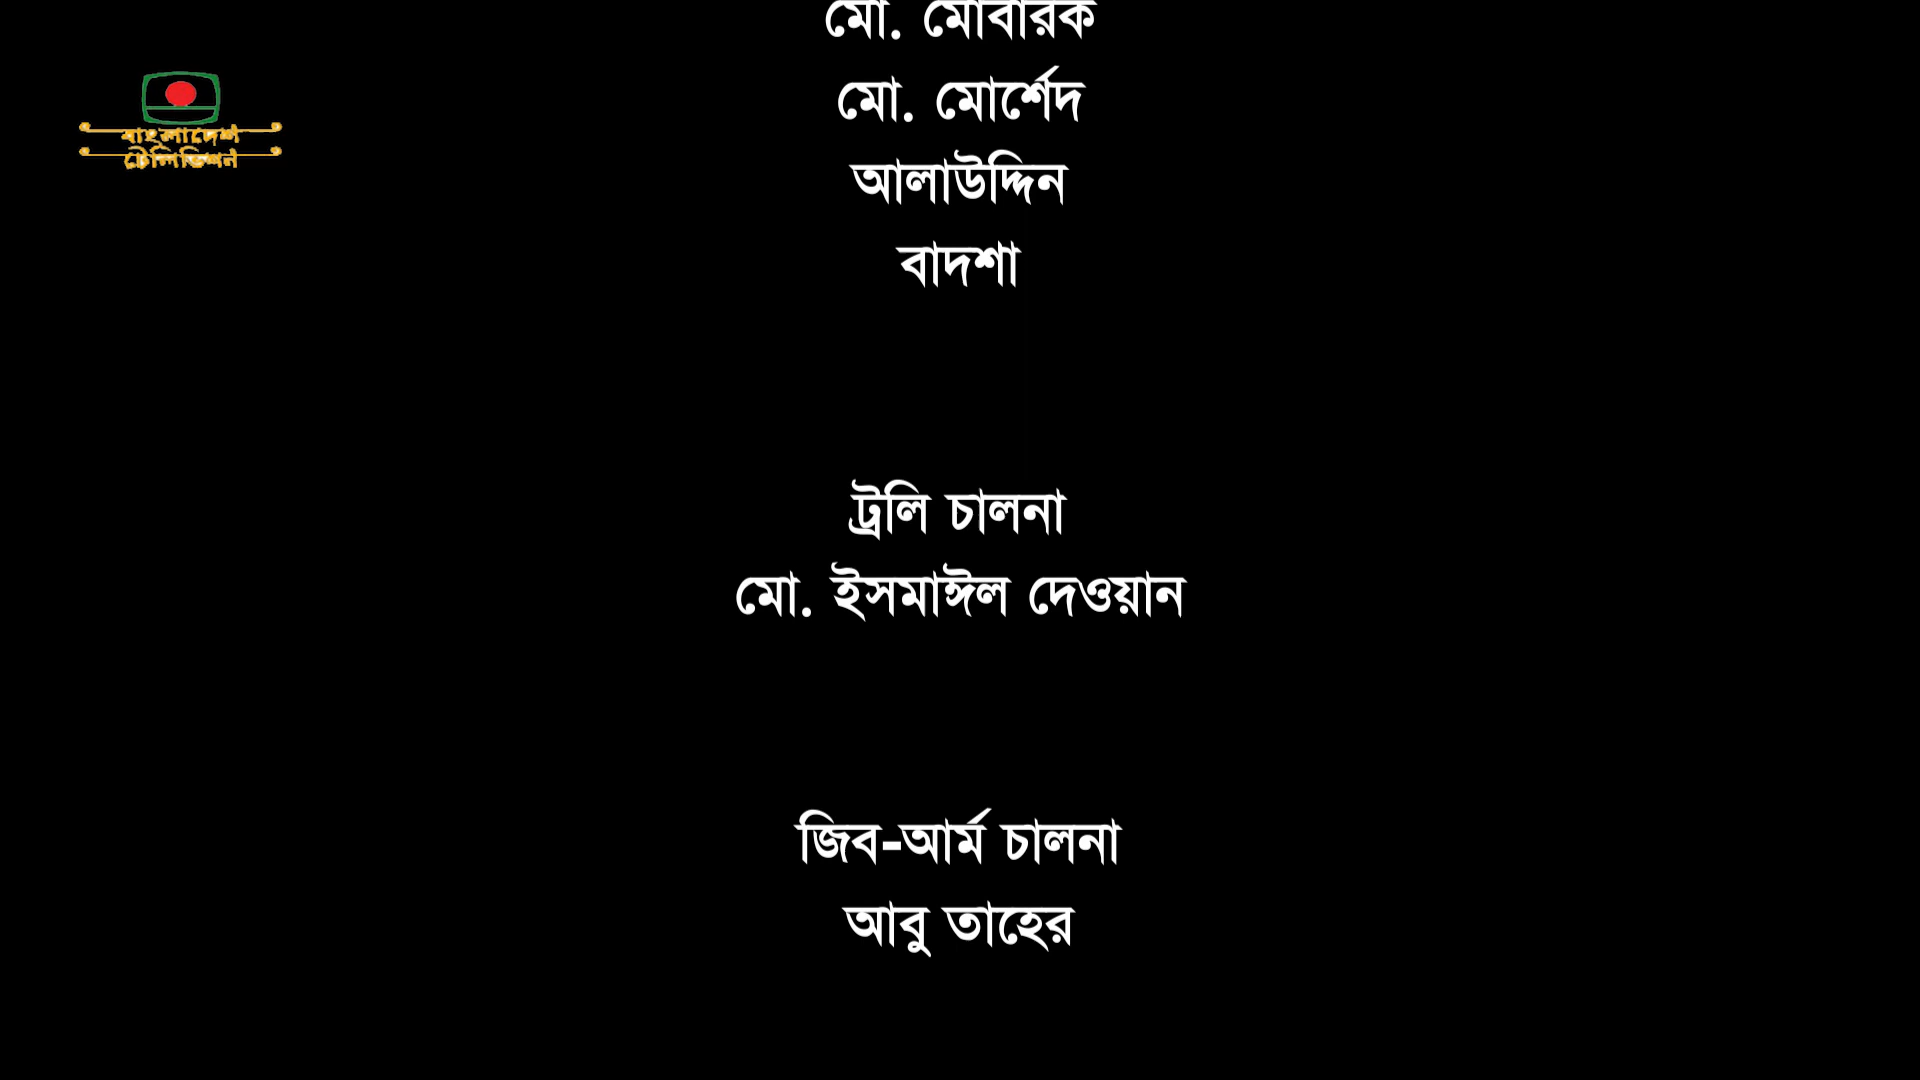 মো. মোবারক
বাংলাদেশ
টেলিভিশন
মো. মোর্শেদ
আলাউদ্দিন
বাদশা
ট্রলি চালনা
মো. ইসমাঈল দেওয়ান
জিব-আর্ম চালনা
আবু তাহের